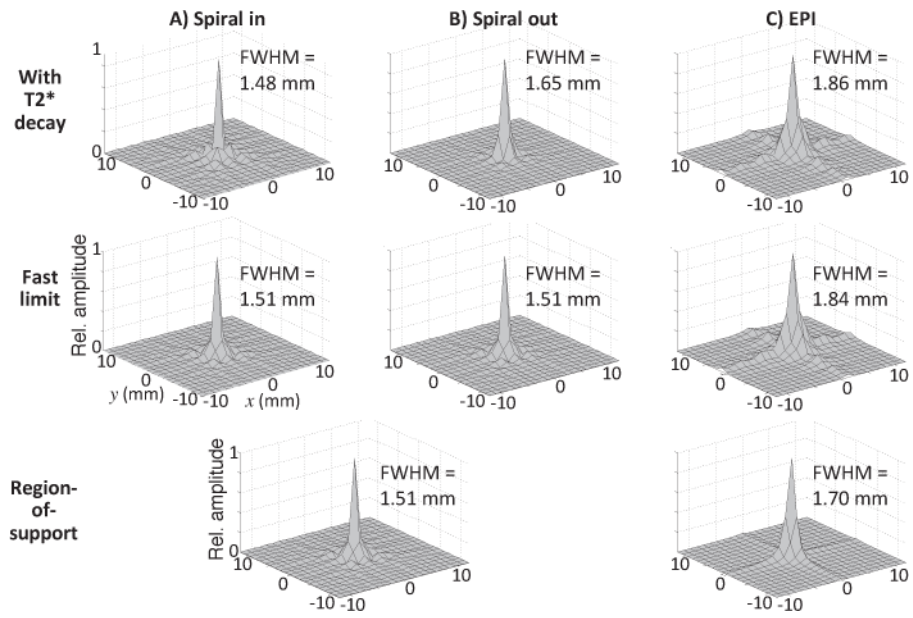 A) Spiral in
B) Spiral out
C) EPI
With
T2*
decay
1
0
10
0
-10
-10
0
10
FWHM =
1.48 mm
FWHM =
1.65 mm
10
0
-10
-10
0
10
FWHM =
1.86 mm
10
0
-10
-10
0
10
Fast
limit
Rel. amplitude
1
0
10
0
-10
-10
0
10
y (mm)
x (mm)
FWHM =
1.51 mm
FWHM =
1.51 mm
10
0
-10
-10
0
10
FWHM =
1.84 mm
10
0
-10
-10
0
10
Region-
of-
support
Rel. amplitude
1
0
10
0
-10
-10
0
10
FWHM =
1.51 mm
FWHM =
1.70 mm
10
0
-10
-10
0
10